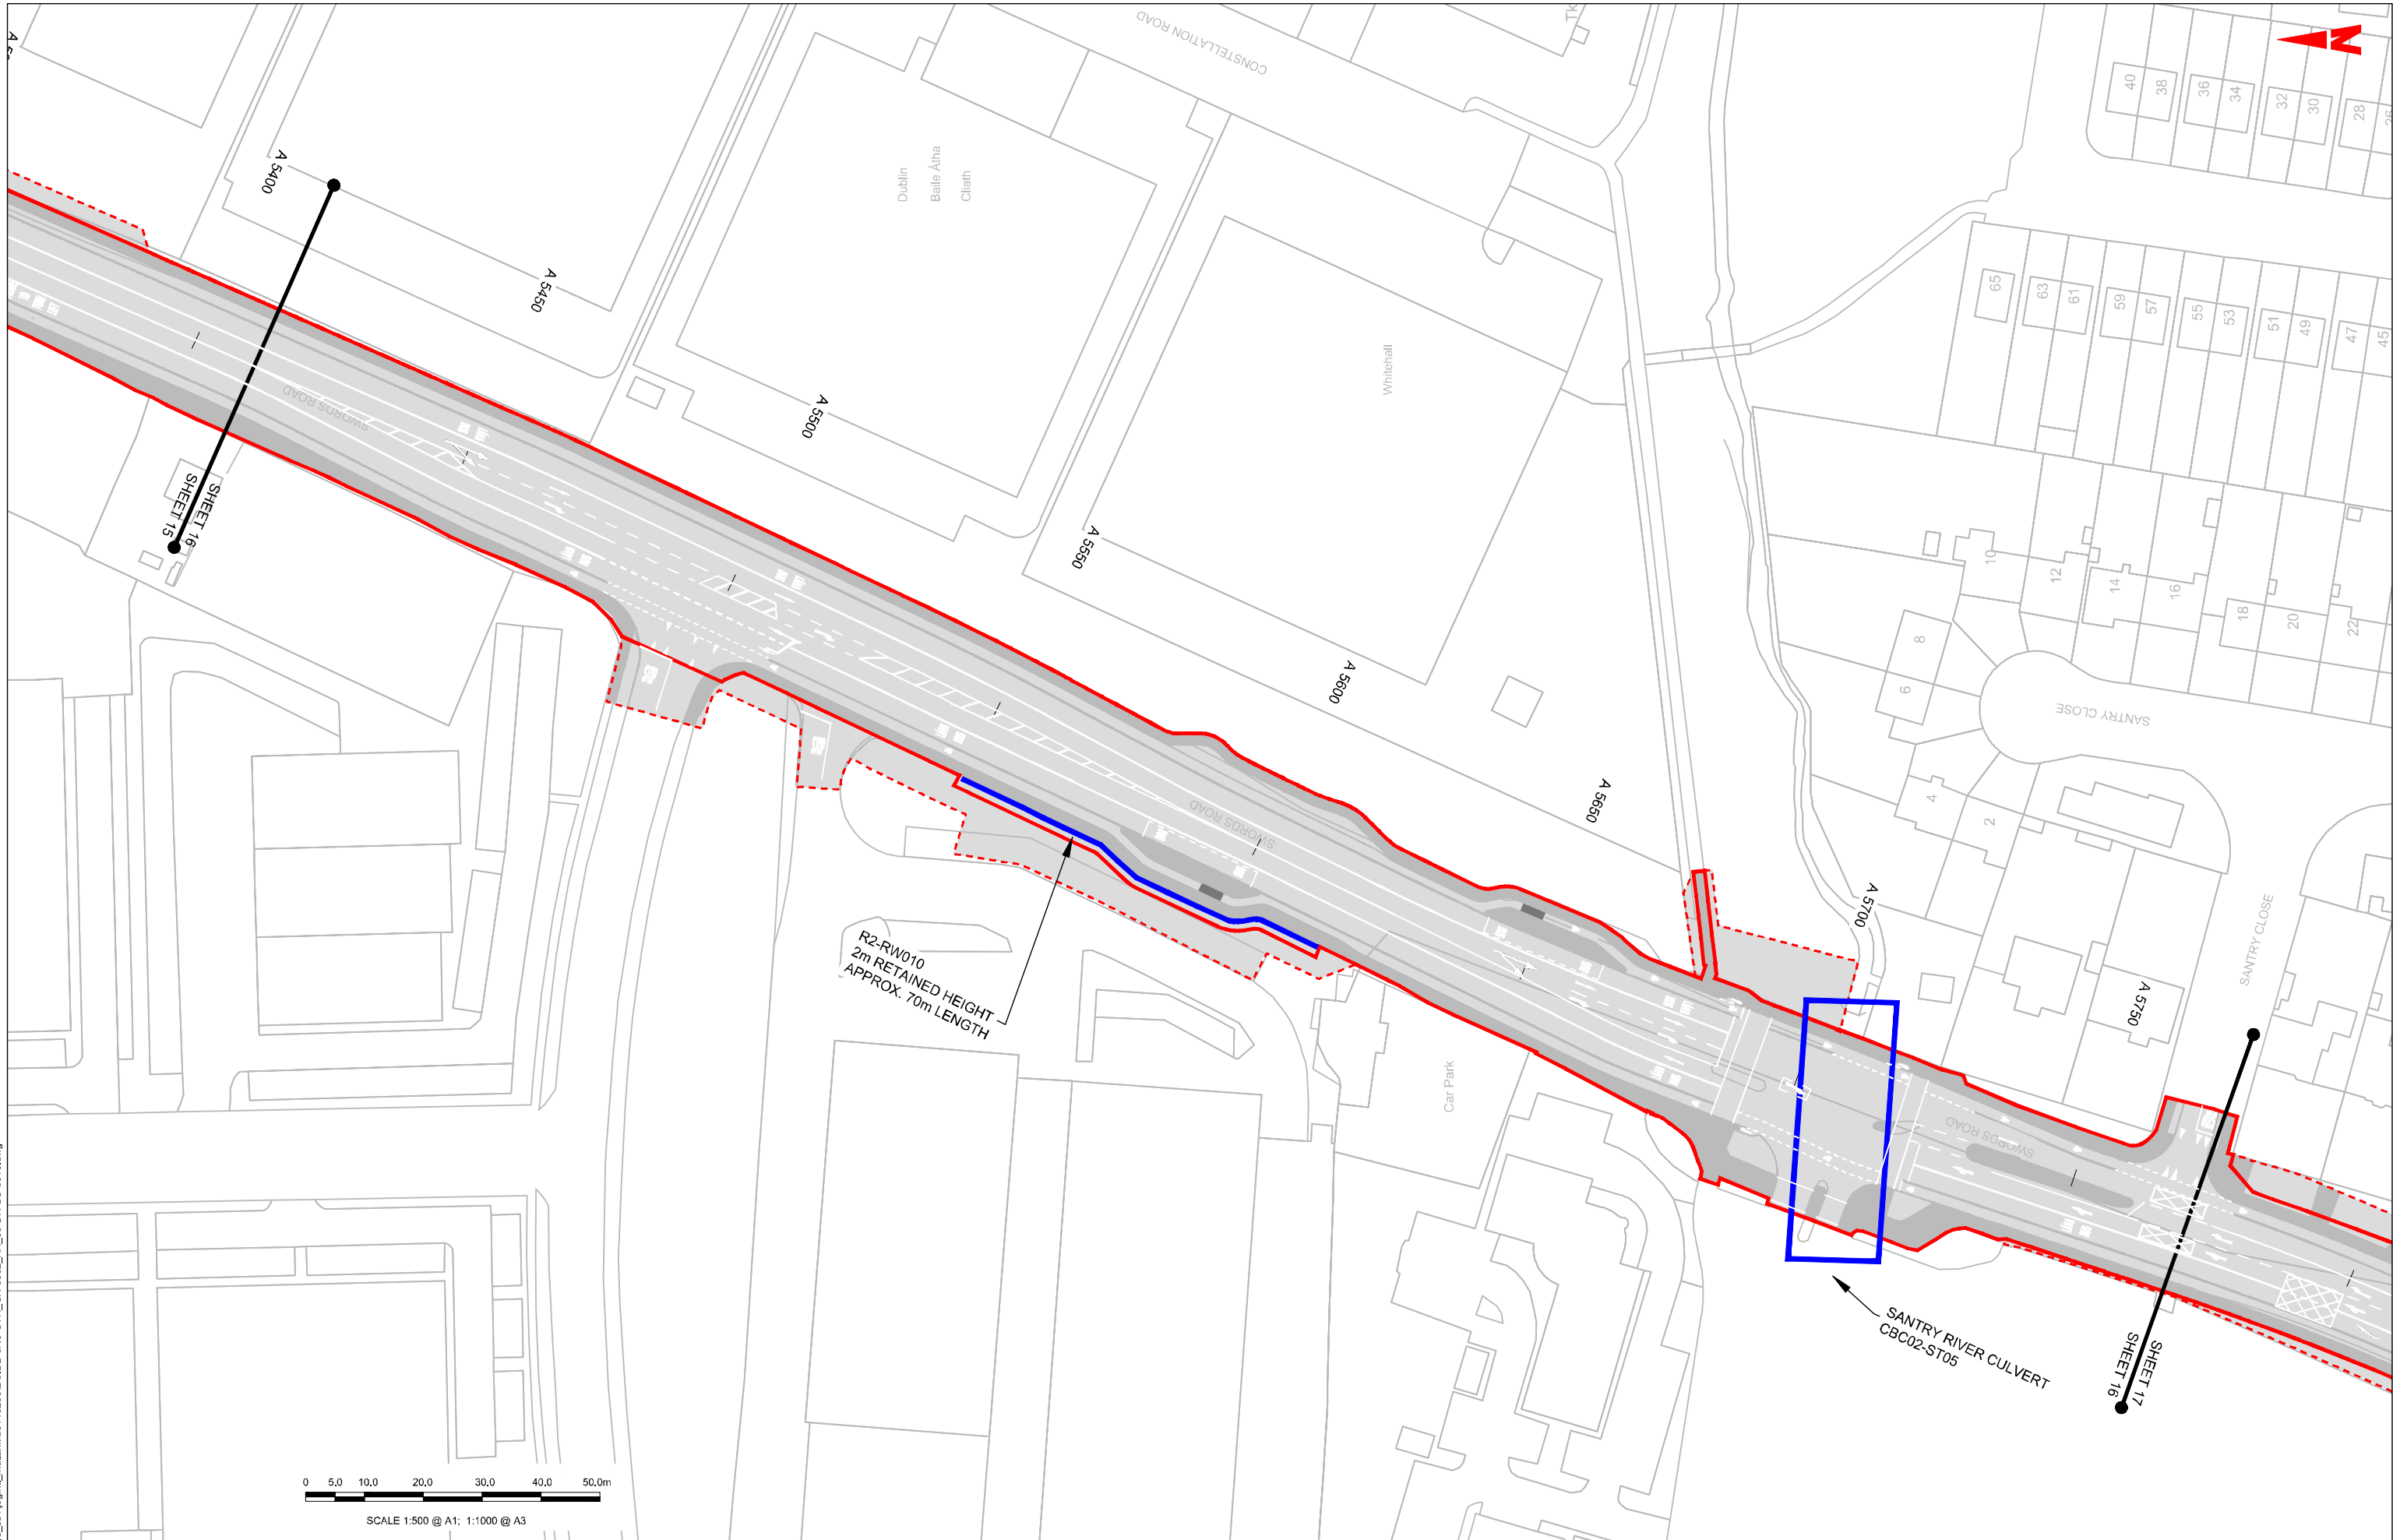 CONSTELLATION ROAD
TK
N
40
38
36
34
32
30
28
26
A 5400
A 5450
Dublin
Baile Átha
Cliath
65
63
61
59
57
55
53
51
49
47
45
SWORDS ROAD
A 5500
Whitehall
SHEET 16
SHEET 15
A 5550
10
12
14
16
18
20
22
8
6
4
2
SANTRY CLOSE
A 5600
A 5650
SWORDS ROAD
A 5700
SANTRY CLOSE
A 5750
R2-RW010
2m RETAINED HEIGHT
APPROX. 70m LENGTH
Car Park
SWORDS ROAD
SANTRY RIVER CULVERT
CBC02-ST05
SHEET 17
SHEET 16
0 5.0 10.0 20.0 30.0 40.0 50.0m
SCALE 1:500 @ A1; 1:1000 @ A3